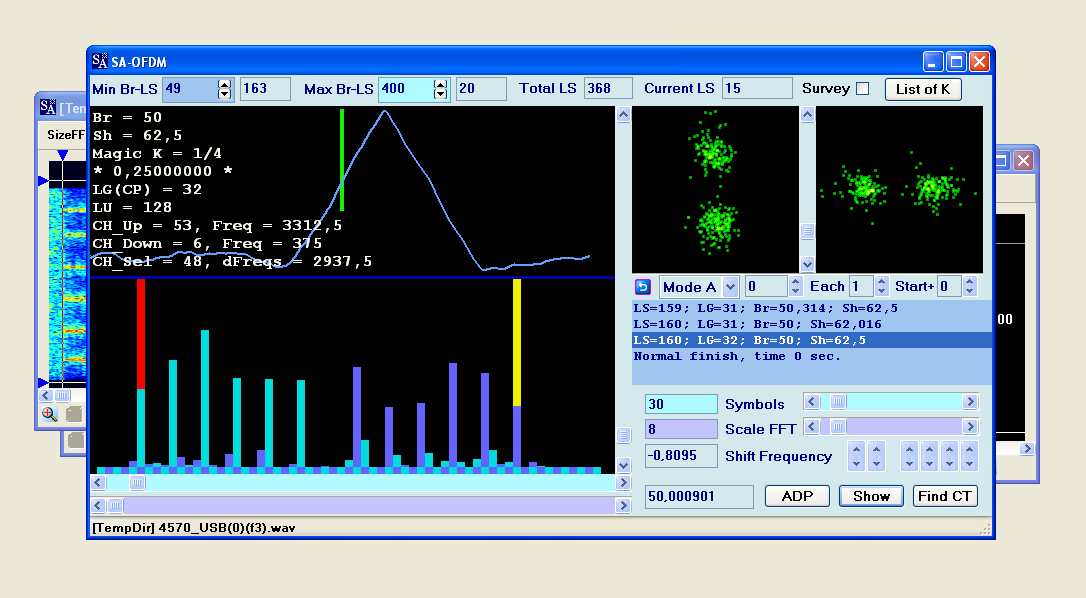 SA-OFDM
Min Br-LS 49 163 Max Br-LS 400 20 Total LS 368 Current LS 15 Survey List of K
SA [Tem
SizeFF
Br = 50
Sh = 62,5
Magic K = 1/4
* 0,25000000 *
LG(CP) = 32
LU = 128
CH_Up = 53, Freq = 3312,5
CH_Down = 6, Freq = 375
CH_Sel = 48, dFreqs = 2937,5
Mode A 0 Each 1 Start+ 0
LS=159; LG=31; Br=50,314; Sh=62,5
LS=160; LG=31; Br=50; Sh=62,016
LS=160; LG=32; Br=50; Sh=62,5
Normal finish, time 0 sec.
00
30 Symbols
8 Scale FFT
-0,8095 Shift Frequency
50,000901 ADP Show Find CT
[TempDir] 4570_USB(0)(f3).wav